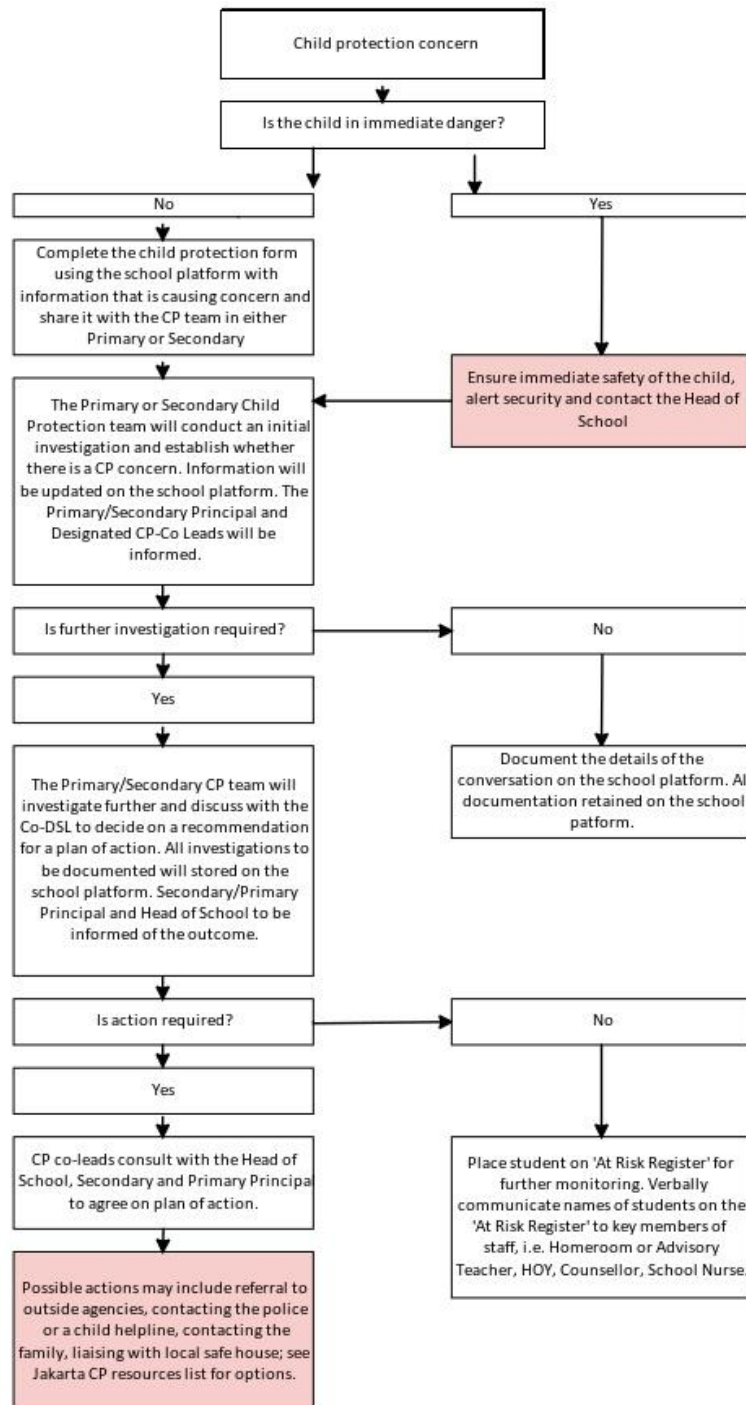 Child protection concern
Is the child in immediate danger?
No
Yes
Complete the child protection form
using the school platform with
information that is causing concern and
share it with the CP team in either
Primary or Secondary
Ensure immediate safety of the child,
alert security and contact the Head of
School
The Primary or Secondary Child
Protection team will conduct an initial
investigation and establish whether
there is a CP concern. Information will
be updated on the school platform. The
Primary/Secondary Principal and
Designated CP-Co Leads will be
informed.
Is further investigation required?
No
Yes
Document the details of the
conversation on the school platform. Al
documentation retained on the school
patform.
The Primary/Secondary CP team will
investigate further and discuss with the
Co-DSL to decide on a recommendation
for a plan of action. All investigations to
be documented will stored on the
school platform. Secondary/Primary
Principal and Head of School to be
informed of the outcome.
Is action required?
No
Yes
CP co-leads consult with the Head of
School, Secondary and Primary Principal
to agree on plan of action.
Place student on 'At Risk Register' for
further monitoring. Verbally
communicate names of students on the
'At Risk Register' to key members of
staff, i.e. Homeroom or Advisory
Teacher, HOY, Counsellor, School Nurse.
Possible actions may include referral to
outside agencies, contacting the police
or a child helpline, contacting the
family, liaising with local safe house; see
Jakarta CP resources list for options.